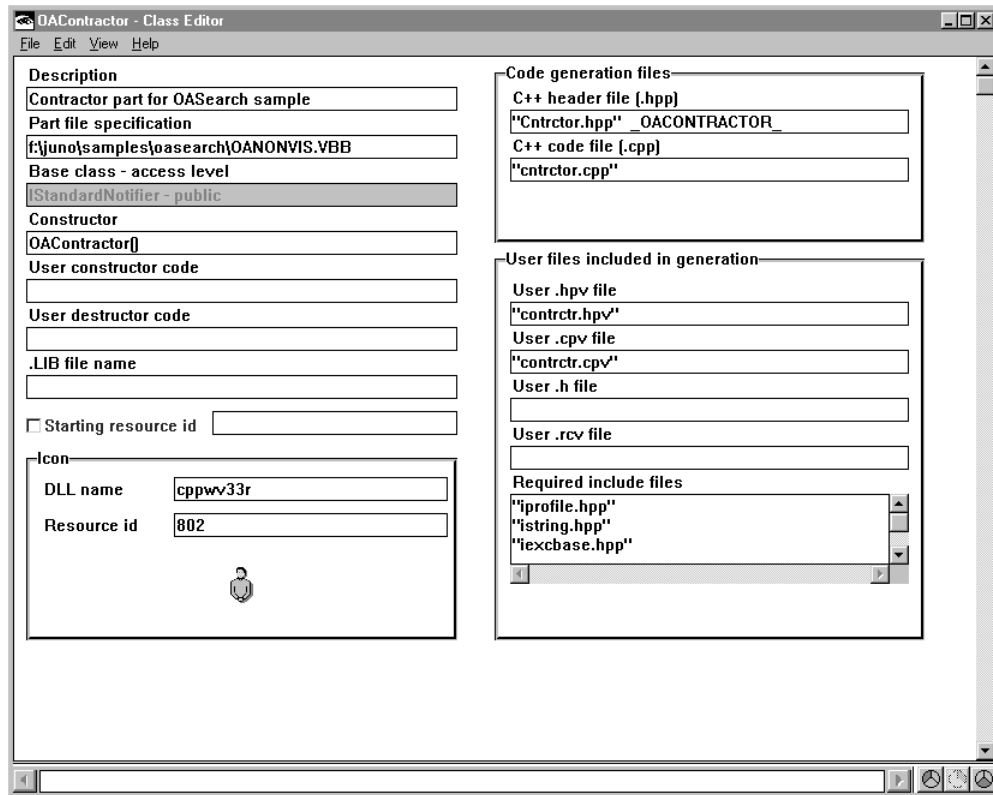 OAContractor - Class Editor
File Edit View Help
Description
Contractor part for OASearch sample
Part file specification
f:\juno\samples\oasearch\OANONVIS.VBB
Base class - access level
IStandardNotifier - public
Constructor
OAContractor()
User constructor code
User destructor code
.LIB file name
Starting resource id
Icon
DLL name cppwv33r
Resource id 802
Code generation files
C++ header file (.hpp)
"Cntrctor.hpp" _OACONTRACTOR_
C++ code file (.cpp)
"cntrctor.cpp"
User files included in generation
User .hpv file
"contrctr.hpv"
User .cpv file
"contrctr.cpv"
User .h file
User .rcv file
Required include files
"iprofile.hpp"
"istring.hpp"
"iexcbase.hpp"